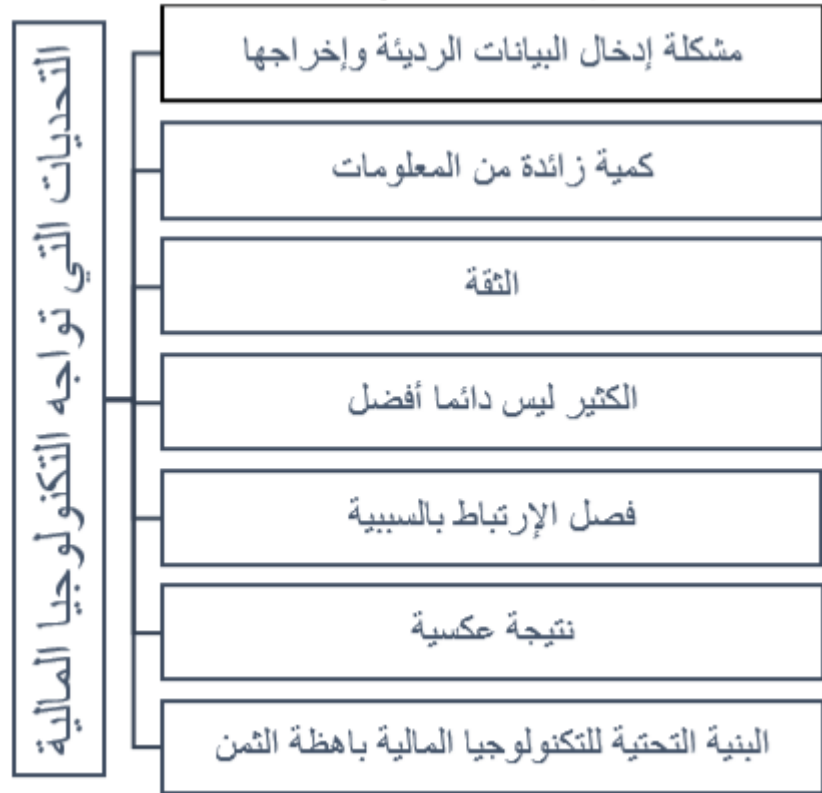 التحديات التي تواجه التكنولوجيا المالية
مشكلة إدخال البيانات الرديئة وإخراجها
كمية زائدة من المعلومات
الثقة
الكثير ليس دائما أفضل
فصل الإرتباط بالسببية
نتيجة عكسية
البنية التحتية للتكنولوجيا المالية باهظة الثمن